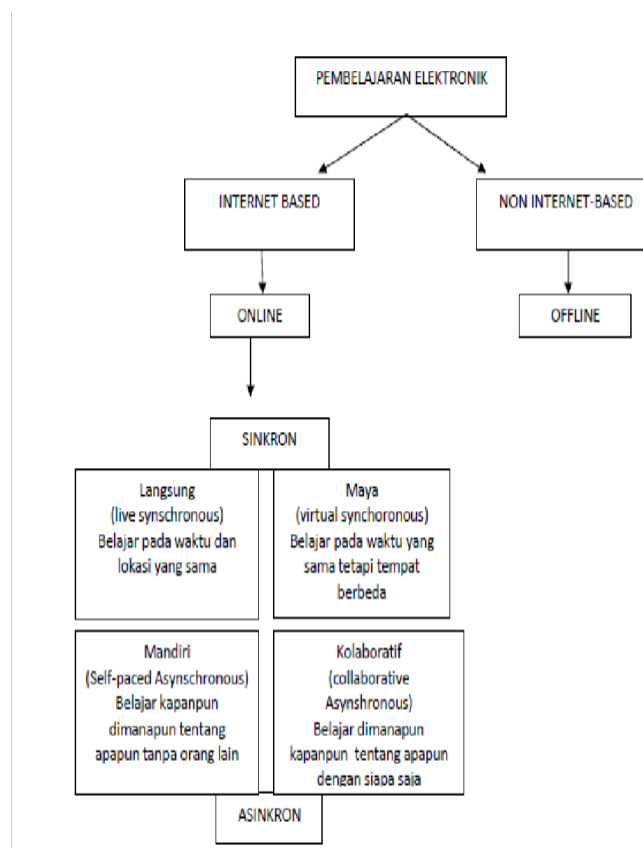 PEMBELAJARAN ELEKTRONIK
INTERNET BASED
NON INTERNET-BASED
ONLINE
OFFLINE
SINKRON
Langsung
(live synschronous)
Belajar pada waktu dan
lokasi yang sama
Maya
(virtual synchoronous)
Belajar pada waktu yang
sama tetapi tempat
berbeda
Mandiri
(Self-paced Asynschronous)
Belajar kapanpun
dimanapun tentang
apapun tanpa orang lain
Kolaboratif
(collaborative
Asynshronous)
Belajar dimanapun
kapanpun tentang apapun
dengan siapa saja
ASINKRON